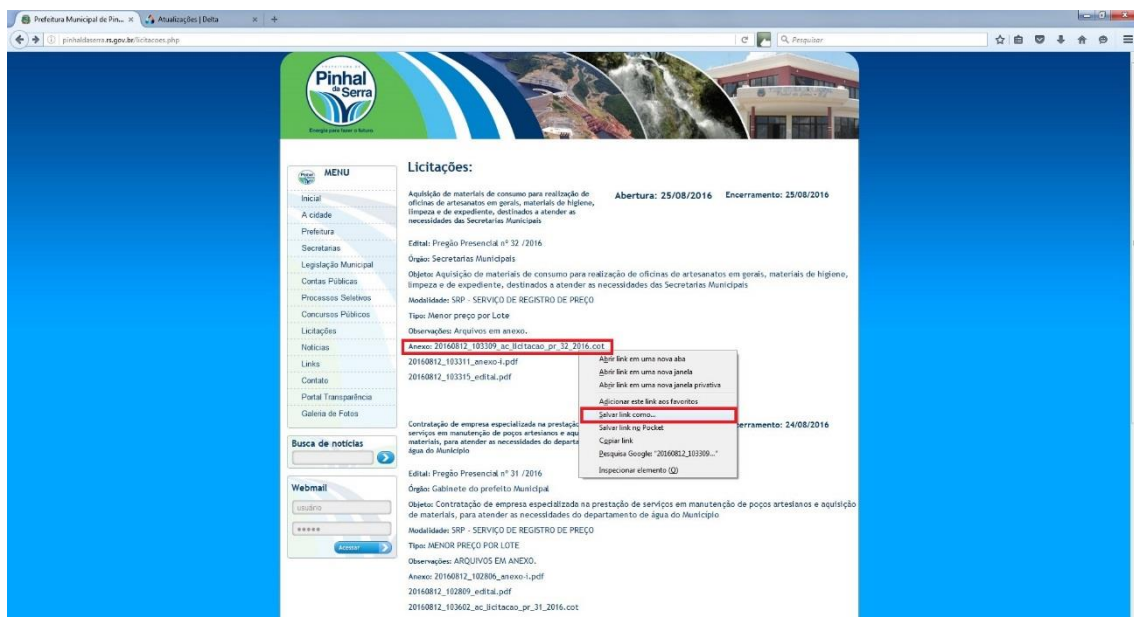 Prefeitura Municipal de Pin...
Atualizações | Delta
pinhaldaserra.rs.gov.br/licitacoes.php
Pesquisar
Pinhal
da Serra
Energia para fazer o futuro
MENU
Inicial
A cidade
Prefeitura
Secretarias
Legislação Municipal
Contas Públicas
Processos Seletivos
Concursos Públicos
Licitações
Notícias
Links
Contato
Portal Transparência
Galeria de Fotos
Busca de notícias
Webmail
usuário
*****
Acessar
Licitações:
Aquisição de materiais de consumo para realização de
oficinas de artesanatos em gerais, materiais de higiene,
limpeza e de expediente, destinados a atender as
necessidades das Secretarias Municipais
Abertura: 25/08/2016 Encerramento: 25/08/2016
Edital: Pregão Presencial nº 32 /2016
Órgão: Secretarias Municipais
Objeto: Aquisição de materiais de consumo para realização de oficinas de artesanatos em gerais, materiais de higiene,
limpeza e de expediente, destinados a atender as necessidades das Secretarias Municipais
Modalidade: SRP - SERVIÇO DE REGISTRO DE PREÇO
Tipo: Menor preço por Lote
Observações: Arquivos em anexo.
Anexo: 20160812_103309_ac_licitacao_pr_32_2016.cot
20160812_103311_anexo-i.pdf
20160812_103315_edital.pdf
Abrir link em uma nova aba
Abrir link em uma nova janela
Abrir link em uma nova janela privativa
Adicionar este link aos favoritos
Salvar link como...
Salvar link no Pocket
Copiar link
Pesquisa Google: "20160812_103309..."
Inspecionar elemento (Q)
Contratação de empresa especializada na prestação
serviços em manutenção de poços artesianos e aqu
materiais, para atender as necessidades do departa
água do Município
errramento: 24/08/2016
Edital: Pregão Presencial nº 31 /2016
Órgão: Gabinete do prefeito Municipal
Objeto: Contratação de empresa especializada na prestação de serviços em manutenção de poços artesianos e aquisição
de materiais, para atender as necessidades do departamento de água do Município
Modalidade: SRP - SERVIÇO DE REGISTRO DE PREÇO
Tipo: MENOR PREÇO POR LOTE
Observações: ARQUIVOS EM ANEXO.
Anexo: 20160812_102806_anexo-i.pdf
20160812_102809_edital.pdf
20160812_103602_ac_licitacao_pr_31_2016.cot